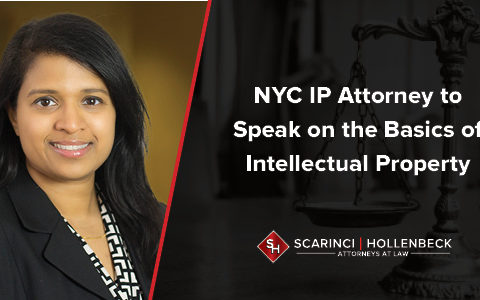 NYC IP Attorney to
Speak on the Basics of
Intellectual Property
SH
SCARINCI | HOLLENBECK
ATTORNEYS AT LAW